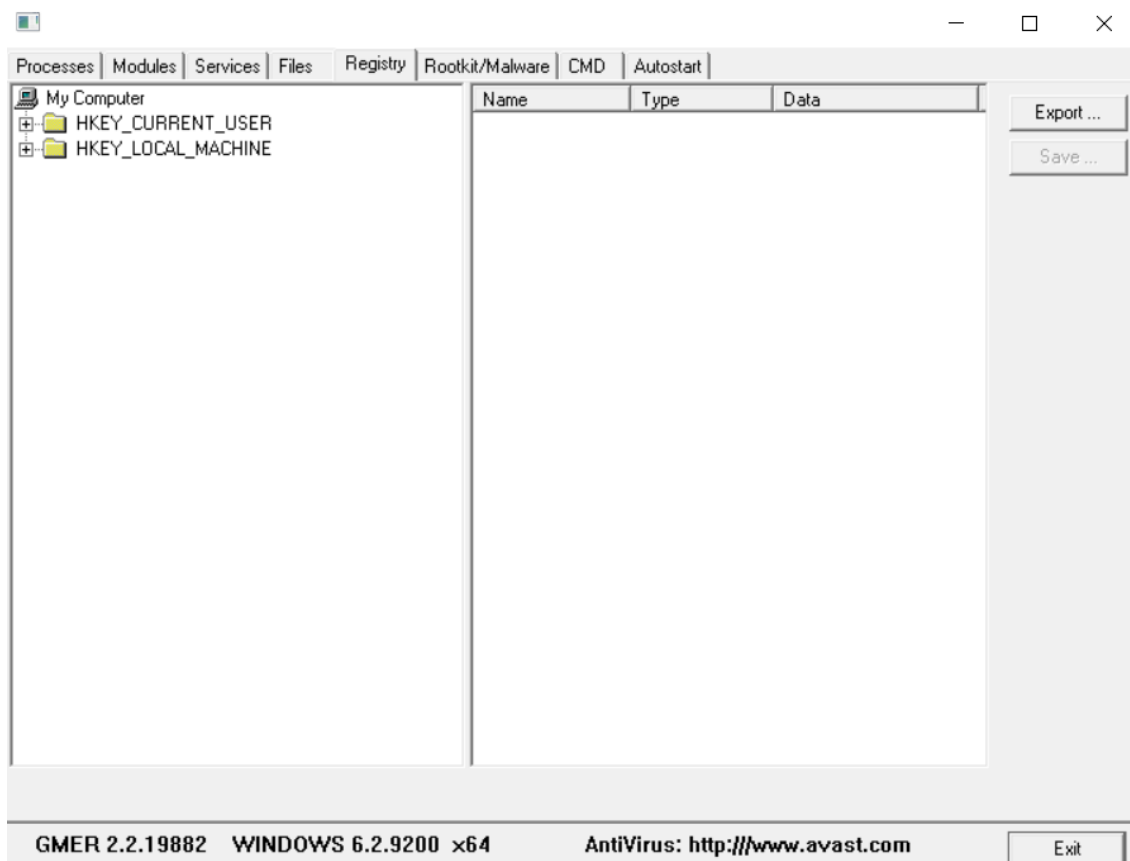 Processes Modules Services Files Registry Rootkit/Malware CMD Autostart
My Computer
HKEY_CURRENT_USER
HKEY_LOCAL_MACHINE
Name Type Data
Export ...
Save ...
GMER 2.2.19882 WINDOWS 6.2.9200 x64 AntiVirus: http:///www.avast.com
Exit